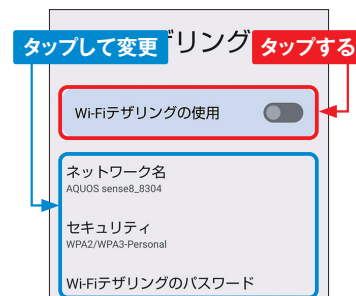 タップして変更
リング
タップする
Wi-Fiテザリングの使用
ネットワーク名
AQUOS sense8_8304
セキュリティ
WPA2/WPA3-Personal
Wi-Fiテザリングのパスワード